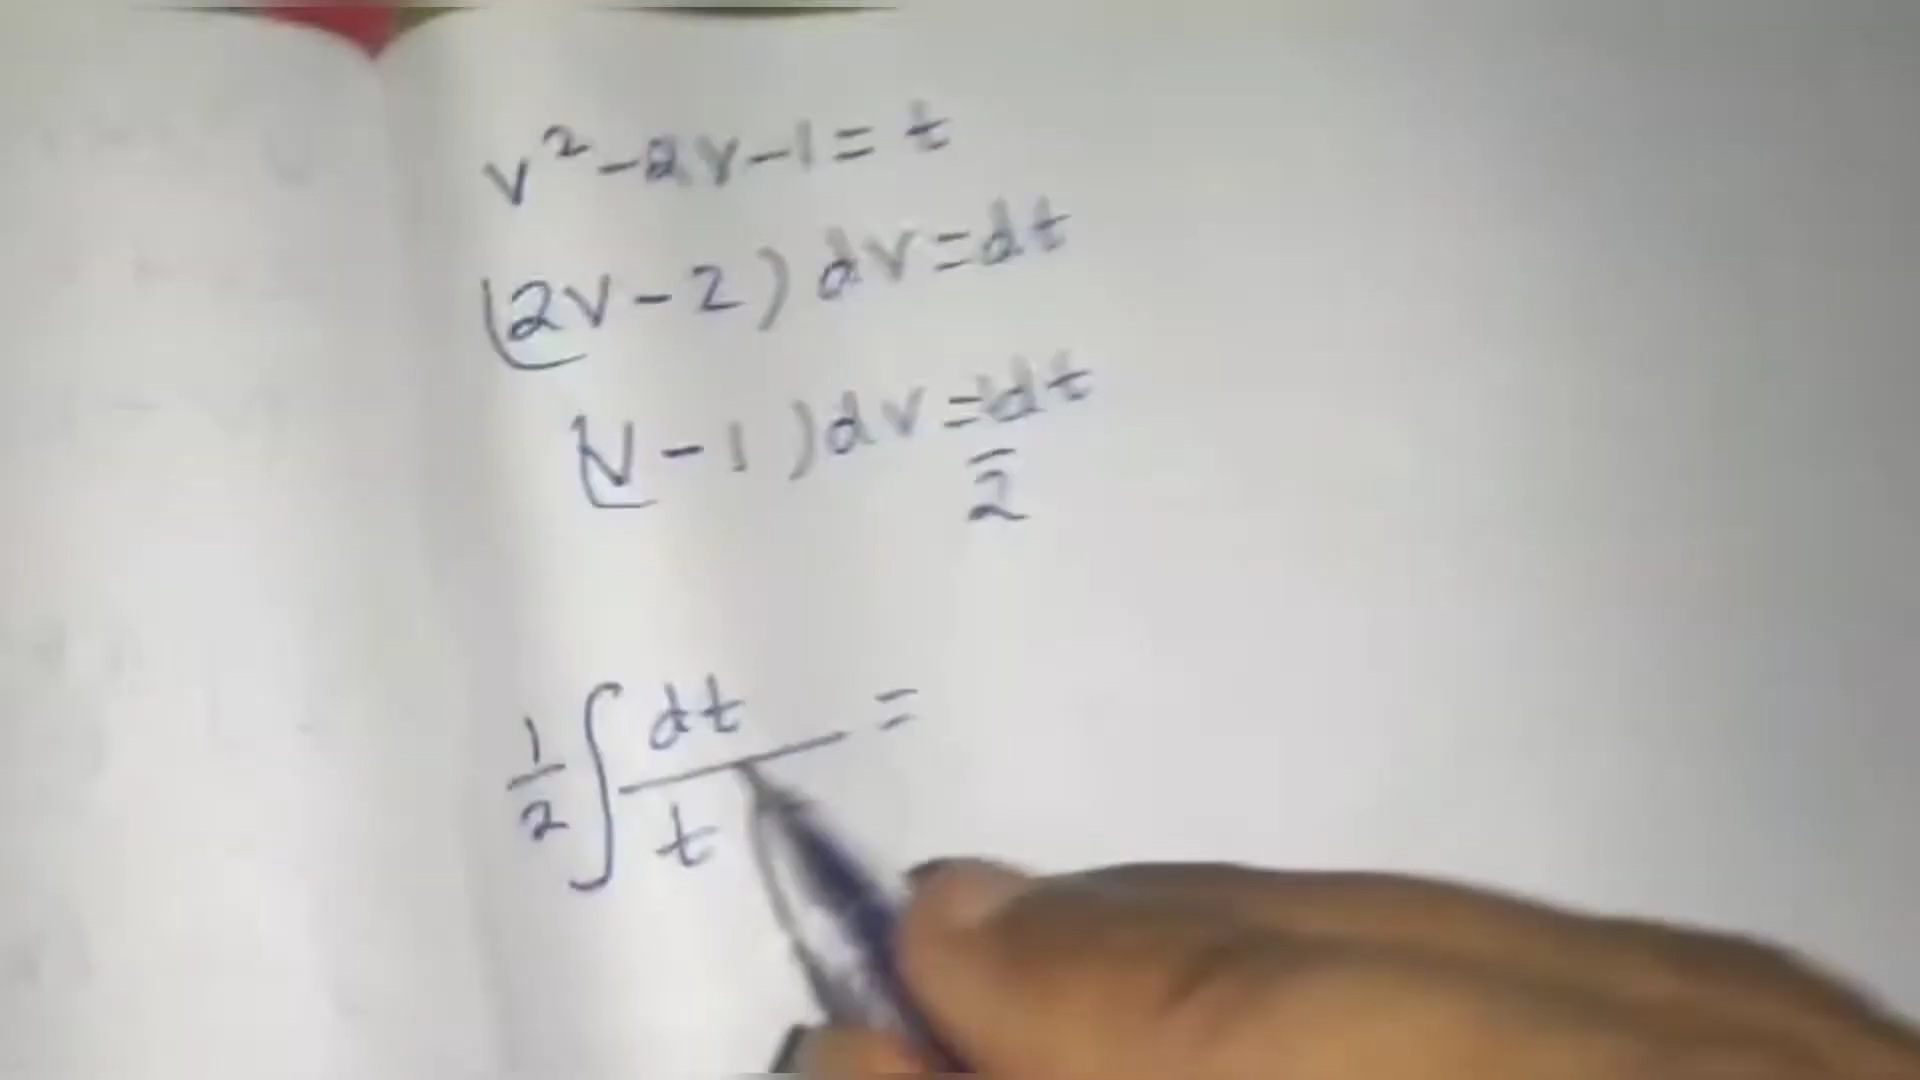 v² - 2v - 1 = t
(2v - 2) dv = dt
(v - 1) dv = dt/2
1/2 ∫ dt/t =